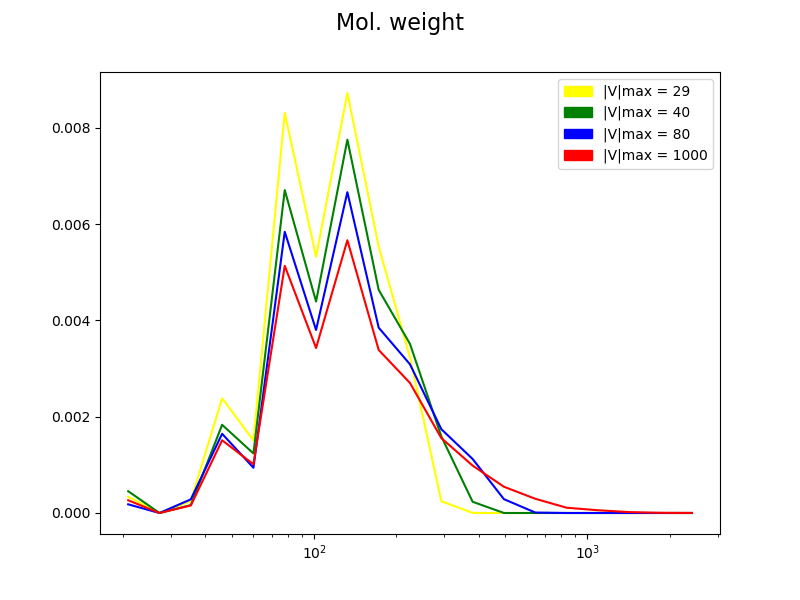 Mol. weight
|V|max = 29
|V|max = 40
|V|max = 80
|V|max = 1000
0.008
0.006
0.004
0.002
0.000
10²
10³